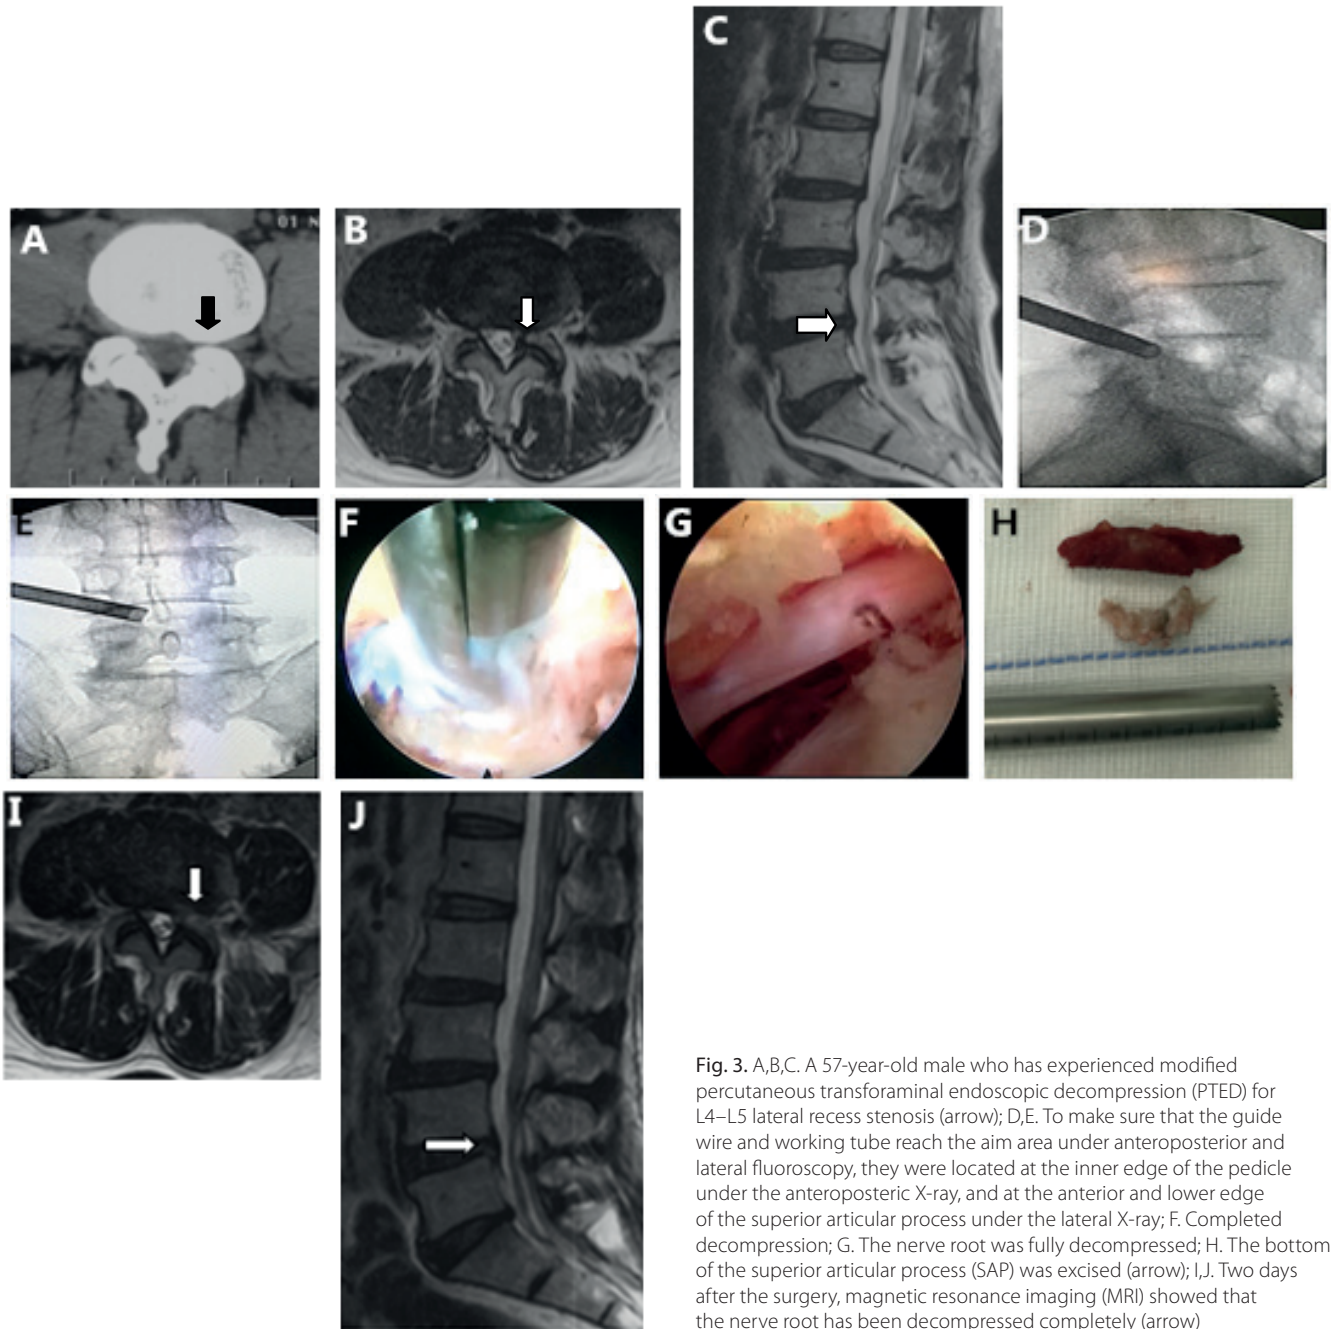 C
A
01 N
B
D
E
F
G
H
I
J
Fig. 3. A,B,C. A 57-year-old male who has experienced modified
percutaneous transforaminal endoscopic decompression (PTED) for
L4–L5 lateral recess stenosis (arrow); D,E. To make sure that the guide
wire and working tube reach the aim area under anteroposterior and
lateral fluoroscopy, they were located at the inner edge of the pedicle
under the anteroposteric X-ray, and at the anterior and lower edge
of the superior articular process under the lateral X-ray; F. Completed
decompression; G. The nerve root was fully decompressed; H. The bottom
of the superior articular process (SAP) was excised (arrow); I,J. Two days
after the surgery, magnetic resonance imaging (MRI) showed that
the nerve root has been decompressed completely (arrow)